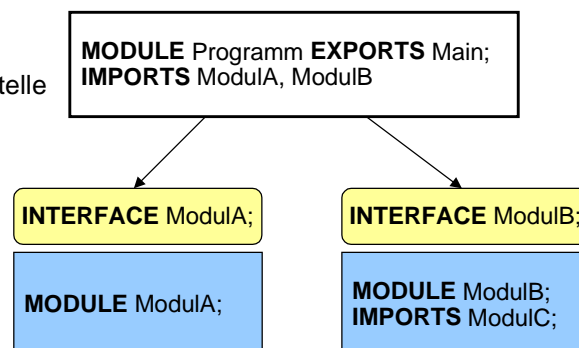 MODULE Programm EXPORTS Main;
IMPORTS ModulA, ModulB
telle
INTERFACE ModulA;
INTERFACE ModulB;
MODULE ModulA;
MODULE ModulB;
IMPORTS ModulC;